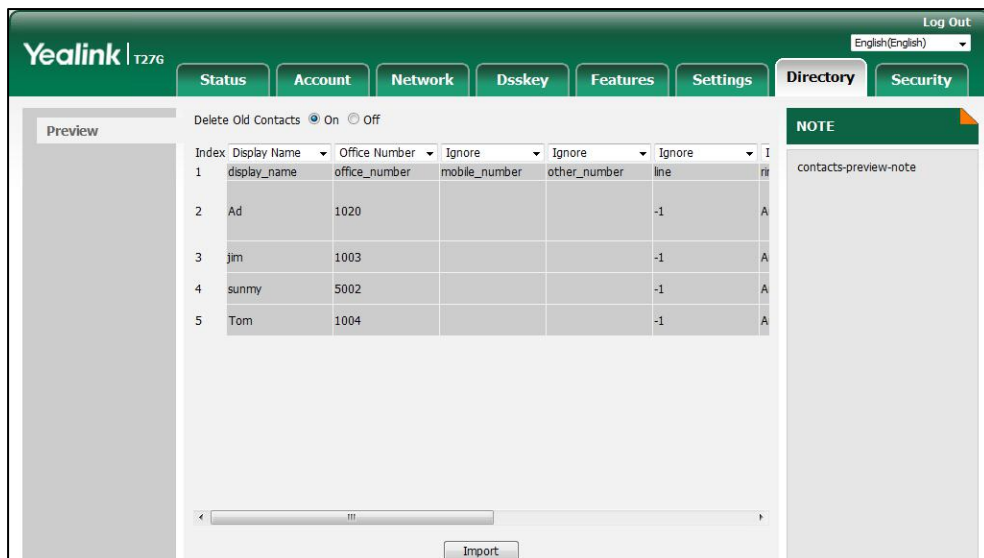 Log Out
Yealink | T27G
English(English)
Status Account Network Dsskey Features Settings Directory Security
Preview
Delete Old Contacts On Off
NOTE
Index Display Name Office Number Ignore Ignore Ignore
1 display_name office_number mobile_number other_number line
contacts-preview-note
2 Ad 1020 -1 A
3 jim 1003 -1 A
4 sunmy 5002 -1 A
5 Tom 1004 -1 A
Import